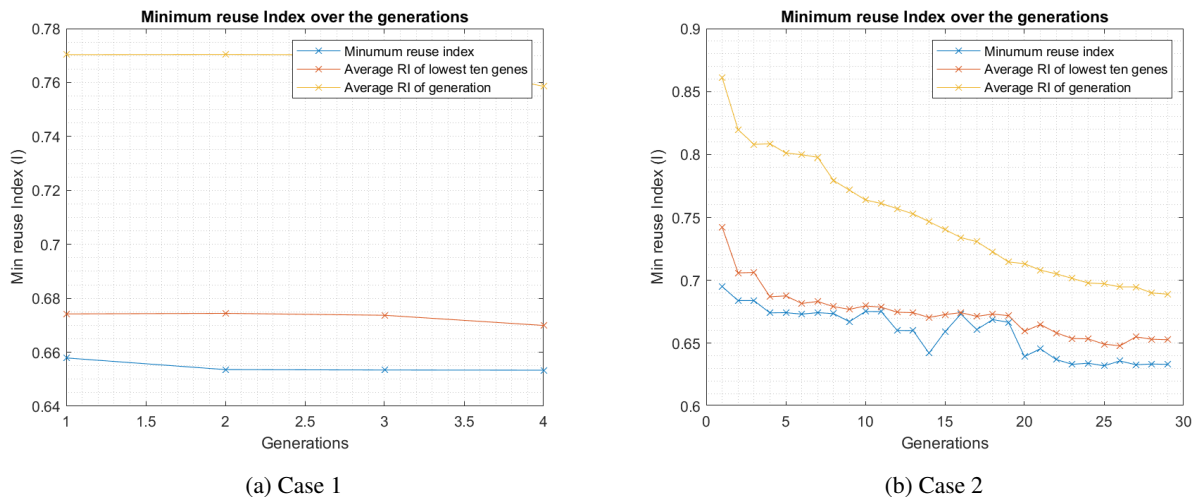 Minimum reuse Index over the generations
0.78
0.76
0.74
0.72
0.7
0.68
0.66
0.64
Min reuse Index (I)
Minumum reuse index
Average RI of lowest ten genes
Average RI of generation
1
1.5
2
2.5
3
3.5
4
Generations
(a) Case 1
Minimum reuse Index over the generations
0.9
0.85
0.8
0.75
0.7
0.65
0.6
Min reuse Index (I)
Minumum reuse index
Average RI of lowest ten genes
Average RI of generation
0
5
10
15
20
25
30
Generations
(b) Case 2